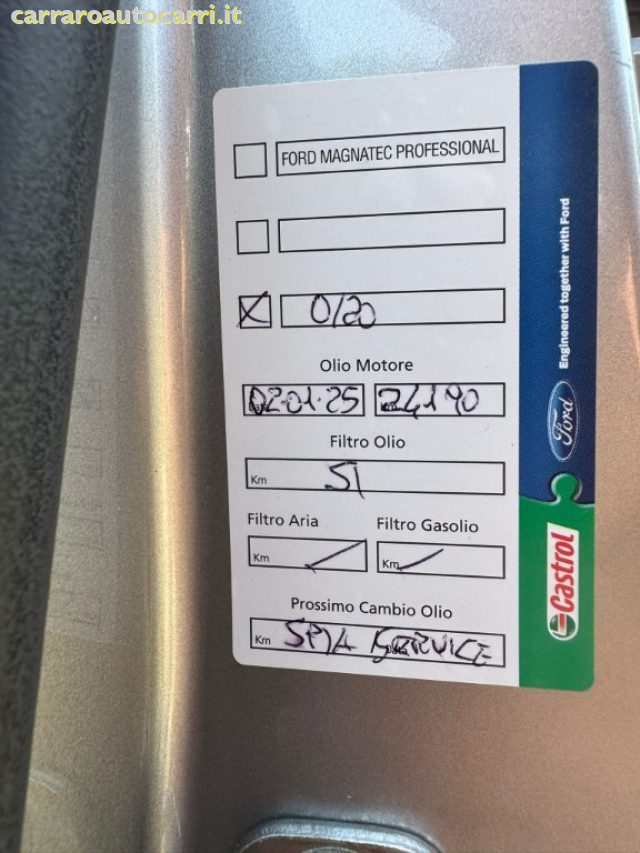 carraroautocarri.it
FORD MAGNATEC PROFESSIONAL
X 0/20
Olio Motore
02.01.25 24190
Filtro Olio
Km SI
Filtro Aria Filtro Gasolio
Km / Km /
Prossimo Cambio Olio
Km SPIA SERVICE Data
Engineered together with Ford
Ford
Castrol